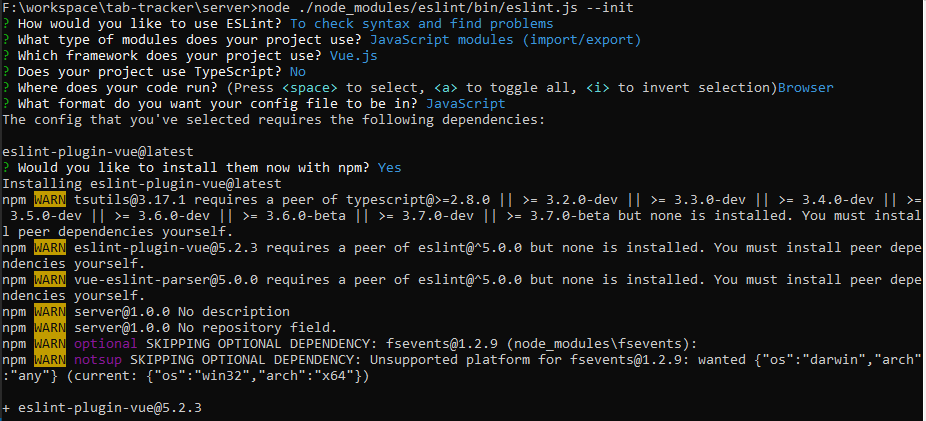 F:\workspace\tab-tracker\server>node ./node_modules/eslint/bin/eslint.js --init
? How would you like to use ESLint? To check syntax and find problems
? What type of modules does your project use? JavaScript modules (import/export)
? Which framework does your project use? Vue.js
? Does your project use TypeScript? No
? Where does your code run? (Press <space> to select, <a> to toggle all, <i> to invert selection)Browser
? What format do you want your config file to be in? JavaScript
The config that you've selected requires the following dependencies:

eslint-plugin-vue@latest
? Would you like to install them now with npm? Yes
Installing eslint-plugin-vue@latest
npm WARN tsutils@3.17.1 requires a peer of typescript@>=2.8.0 || >= 3.2.0-dev || >= 3.3.0-dev || >= 3.4.0-dev || >=
 3.5.0-dev || >= 3.6.0-dev || >= 3.6.0-beta || >= 3.7.0-dev || >= 3.7.0-beta but none is installed. You must instal
l peer dependencies yourself.
npm WARN eslint-plugin-vue@5.2.3 requires a peer of eslint@^5.0.0 but none is installed. You must install peer depe
ndencies yourself.
npm WARN vue-eslint-parser@5.0.0 requires a peer of eslint@^5.0.0 but none is installed. You must install peer depe
ndencies yourself.
npm WARN server@1.0.0 No description
npm WARN server@1.0.0 No repository field.
npm WARN optional SKIPPING OPTIONAL DEPENDENCY: fsevents@1.2.9 (node_modules\fsevents):
npm WARN notsup SKIPPING OPTIONAL DEPENDENCY: Unsupported platform for fsevents@1.2.9: wanted {"os":"darwin","arch"
:"any"} (current: {"os":"win32","arch":"x64"})

+ eslint-plugin-vue@5.2.3